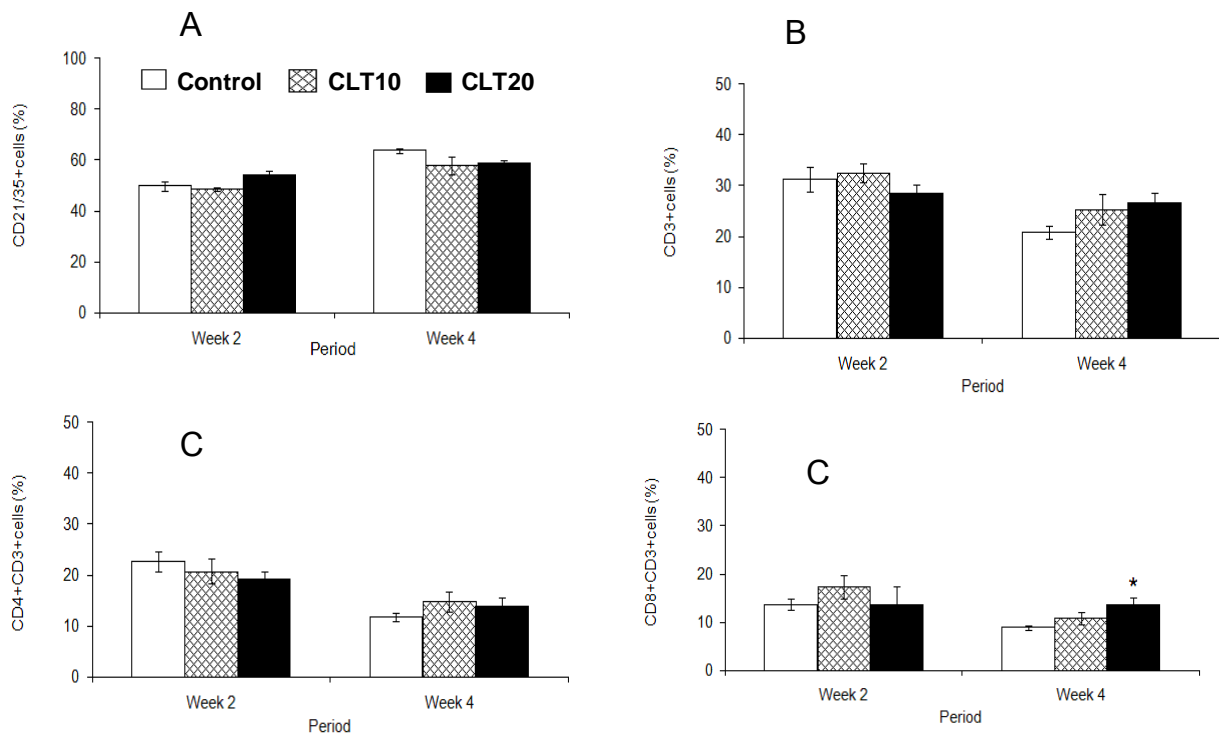 A
CD21/35+cells (%)
100
80
60
40
20
0
Control CLT10 CLT20
Week 2 Week 4
Period
B
CD3+cells (%)
50
40
30
20
10
0
Week 2 Week 4
Period
C
CD4+CD3+cells (%)
50
40
30
20
10
0
Week 2 Week 4
Period
C
CD8+CD3+cells (%)
50
40
30
20
10
0
*
Week 2 Week 4
Period